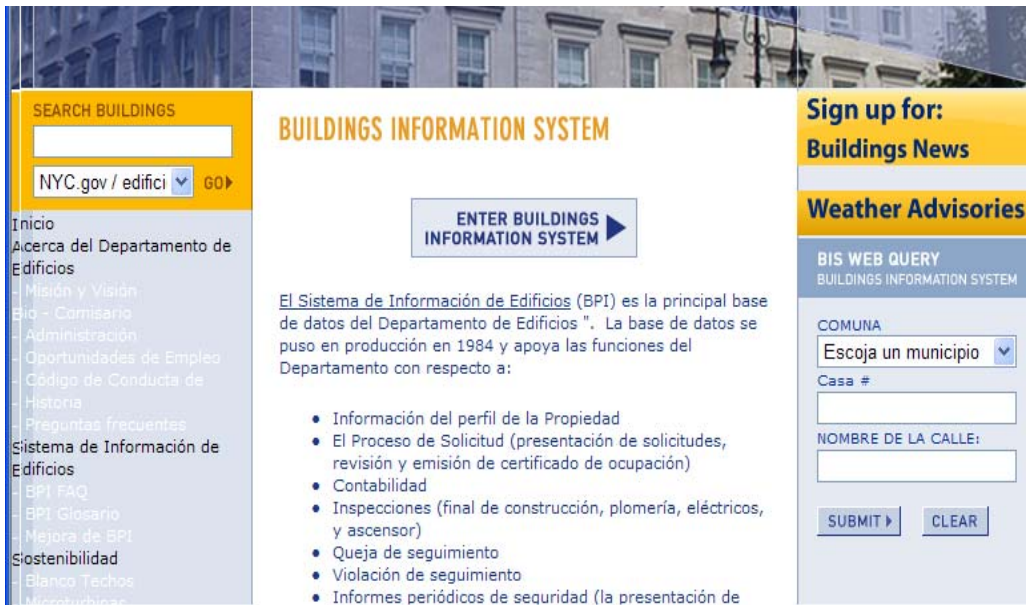 SEARCH BUILDINGS
NYC.gov / edifici
GO
Inicio
Acerca del Departamento de
Edificios
- Misión y Visión
Bio - Comisario
- Administración
- Oportunidades de Empleo
- Código de Conducta de
- Historia
- Preguntas frecuentes
Sistema de Información de
Edificios
- BPI FAQ
- BPI Glosario
- Mejora de BPI
Sostenibilidad
- Blanco Techos
- Microturbinas
BUILDINGS INFORMATION SYSTEM
ENTER BUILDINGS
INFORMATION SYSTEM
El Sistema de Información de Edificios (BPI) es la principal base
de datos del Departamento de Edificios ". La base de datos se
puso en producción en 1984 y apoya las funciones del
Departamento con respecto a:
• Información del perfil de la Propiedad
• El Proceso de Solicitud (presentación de solicitudes,
revisión y emisión de certificado de ocupación)
• Contabilidad
• Inspecciones (final de construcción, plomería, eléctricos,
y ascensor)
• Queja de seguimiento
• Violación de seguimiento
• Informes periódicos de seguridad (la presentación de
Sign up for:
Buildings News
Weather Advisories
BIS WEB QUERY
BUILDINGS INFORMATION SYSTEM
COMUNA
Escoja un municipio
Casa #
NOMBRE DE LA CALLE:
SUBMIT
CLEAR